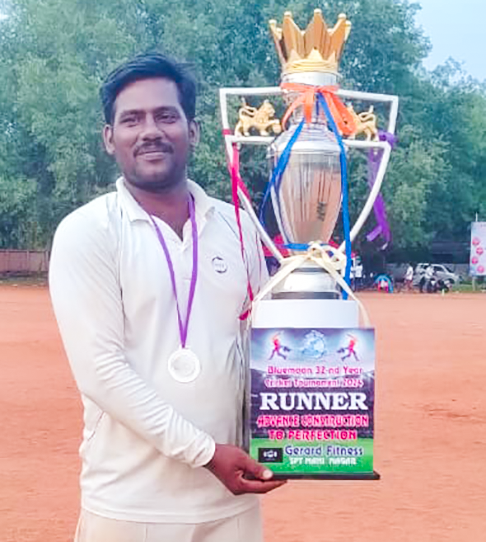 Bluemoon 32-nd Year
Cricket Tournament-2024
RUNNER
ADVANCE CONSTRUCTION
TO PERFECTION
Gerard Fitness